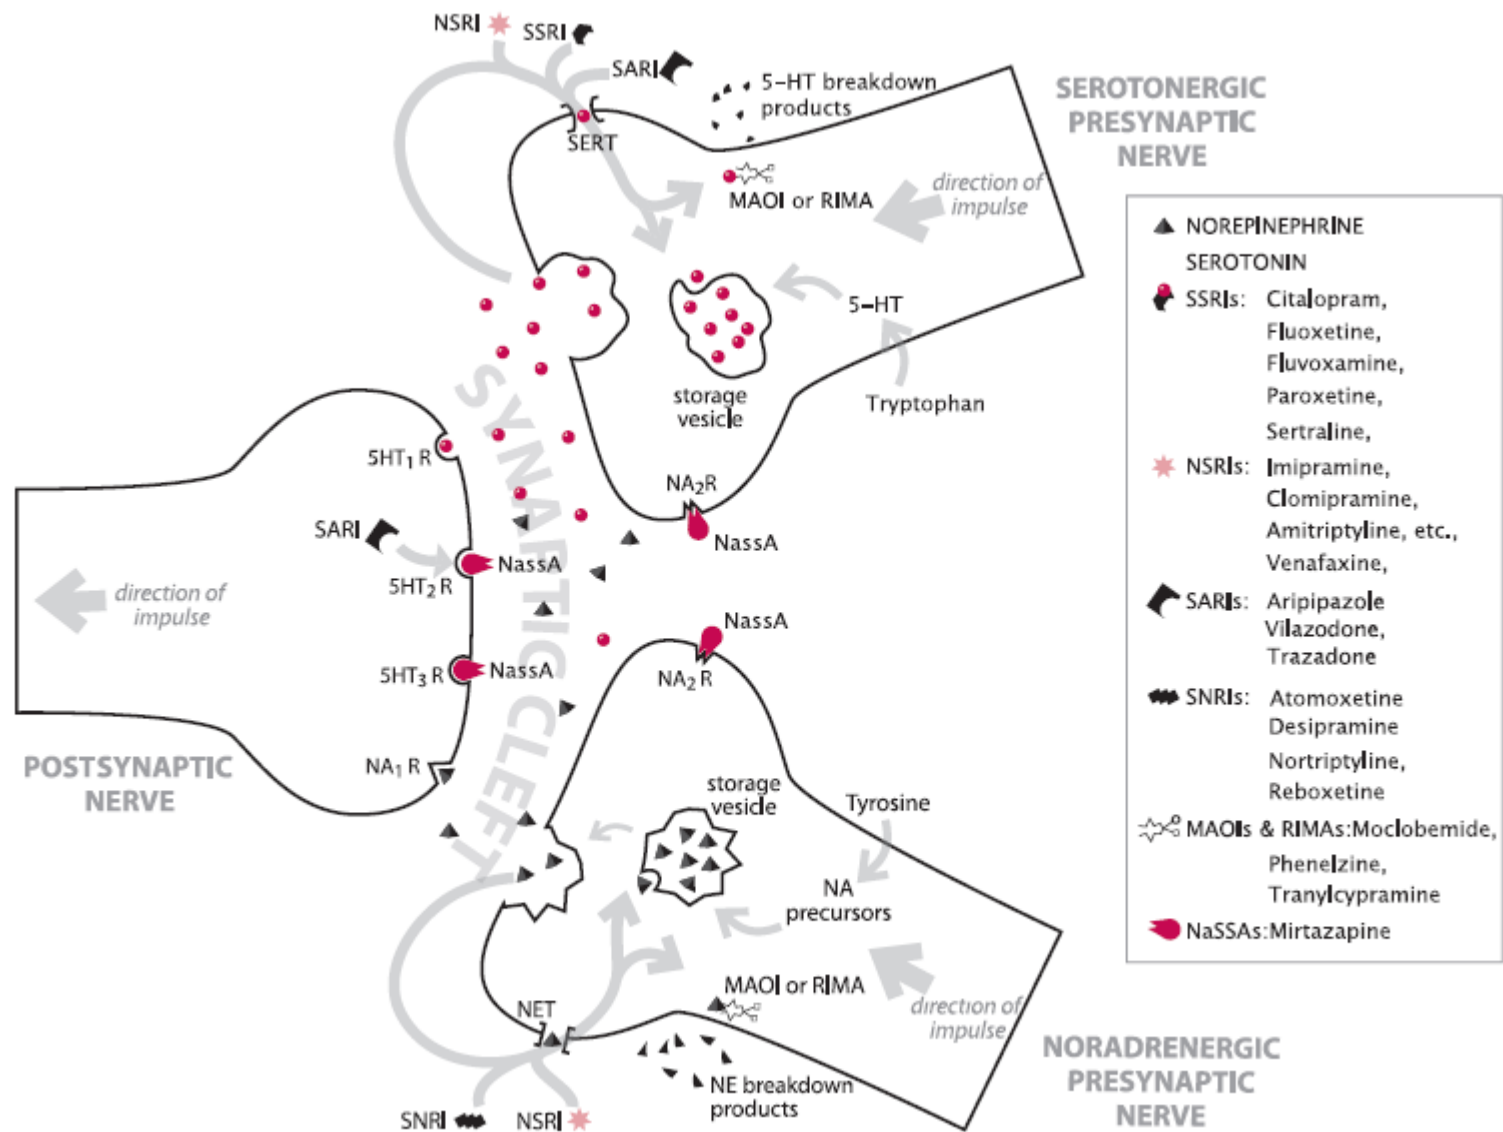 NSRI
SSRI
SARI
5-HT breakdown
products
SERT
SEROTONERGIC
PRESYNAPTIC
NERVE
MAOI or RIMA
direction of
impulse
5-HT
storage
vesicle
Tryptophan
SYNAPTIC CLEFT
5HT1 R
NA2R
NassA
SARI
NassA
5HT2 R
direction of
impulse
NassA
5HT3 R
NassA
NA2 R
POSTSYNAPTIC
NERVE
NA1 R
storage
vesicle
Tyrosine
NA
precursors
MAOI or RIMA
NET
direction of
impulse
NE breakdown
products
SNRI
NSRI
NORADRENERGIC
PRESYNAPTIC
NERVE
NOREPINEPHRINE
SEROTONIN
SSRIs: Citalopram,
Fluoxetine,
Fluvoxamine,
Paroxetine,
Sertraline,
NSRIs: Imipramine,
Clomipramine,
Amitriptyline, etc.,
Venafaxine,
SARIs: Aripipazole
Vilazodone,
Trazadone
SNRIs: Atomoxetine
Desipramine
Nortriptyline,
Reboxetine
MAOIs & RIMAs:Moclobemide,
Phenelzine,
Tranylcypramine
NaSSAs:Mirtazapine